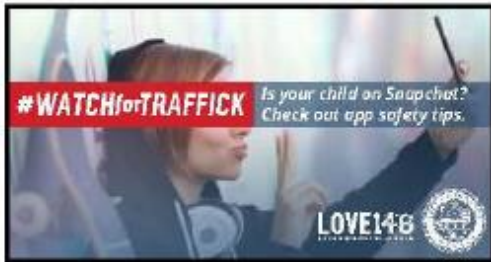 #WATCHforTRAFFICK
Is your child on Snapchat?
Check out app safety tips.
LOVE146